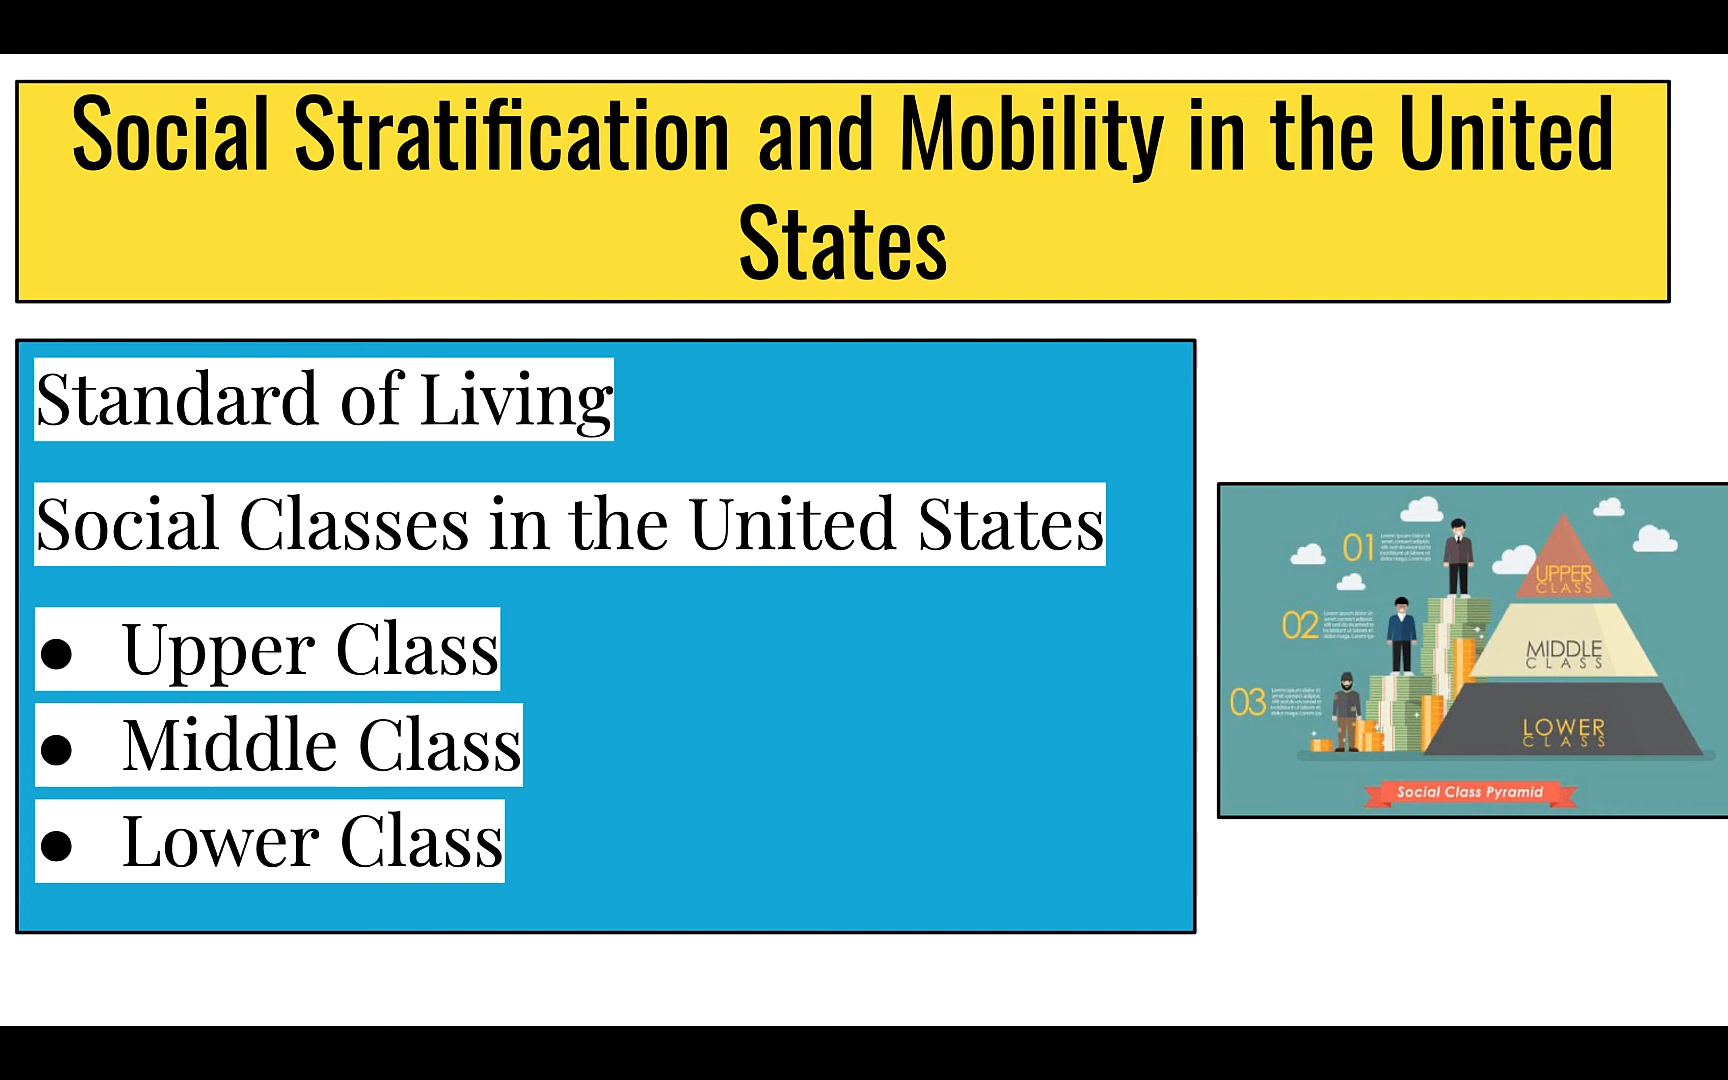 Social Stratification and Mobility in the United
States
Standard of Living
Social Classes in the United States
● Upper Class
● Middle Class
● Lower Class
01
02
03
UPPER
CLASS
MIDDLE
CLASS
LOWER
CLASS
Social Class Pyramid